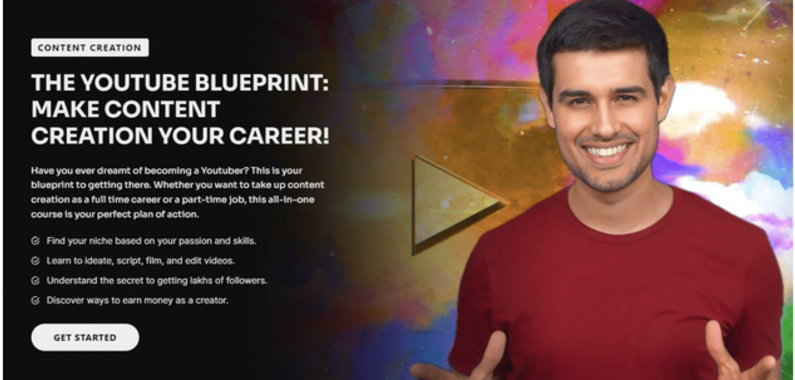 CONTENT CREATION
THE YOUTUBE BLUEPRINT:
MAKE CONTENT
CREATION YOUR CAREER!
Have you ever dreamt of becoming a Youtuber? This is your
blueprint to getting there. Whether you want to take up content
creation as a full time career or a part-time job, this all-in-one
course is your perfect plan of action.
Find your niche based on your passion and skills.
Learn to ideate, script, film, and edit videos.
Understand the secret to getting lakhs of followers.
Discover ways to earn money as a creator.
GET STARTED